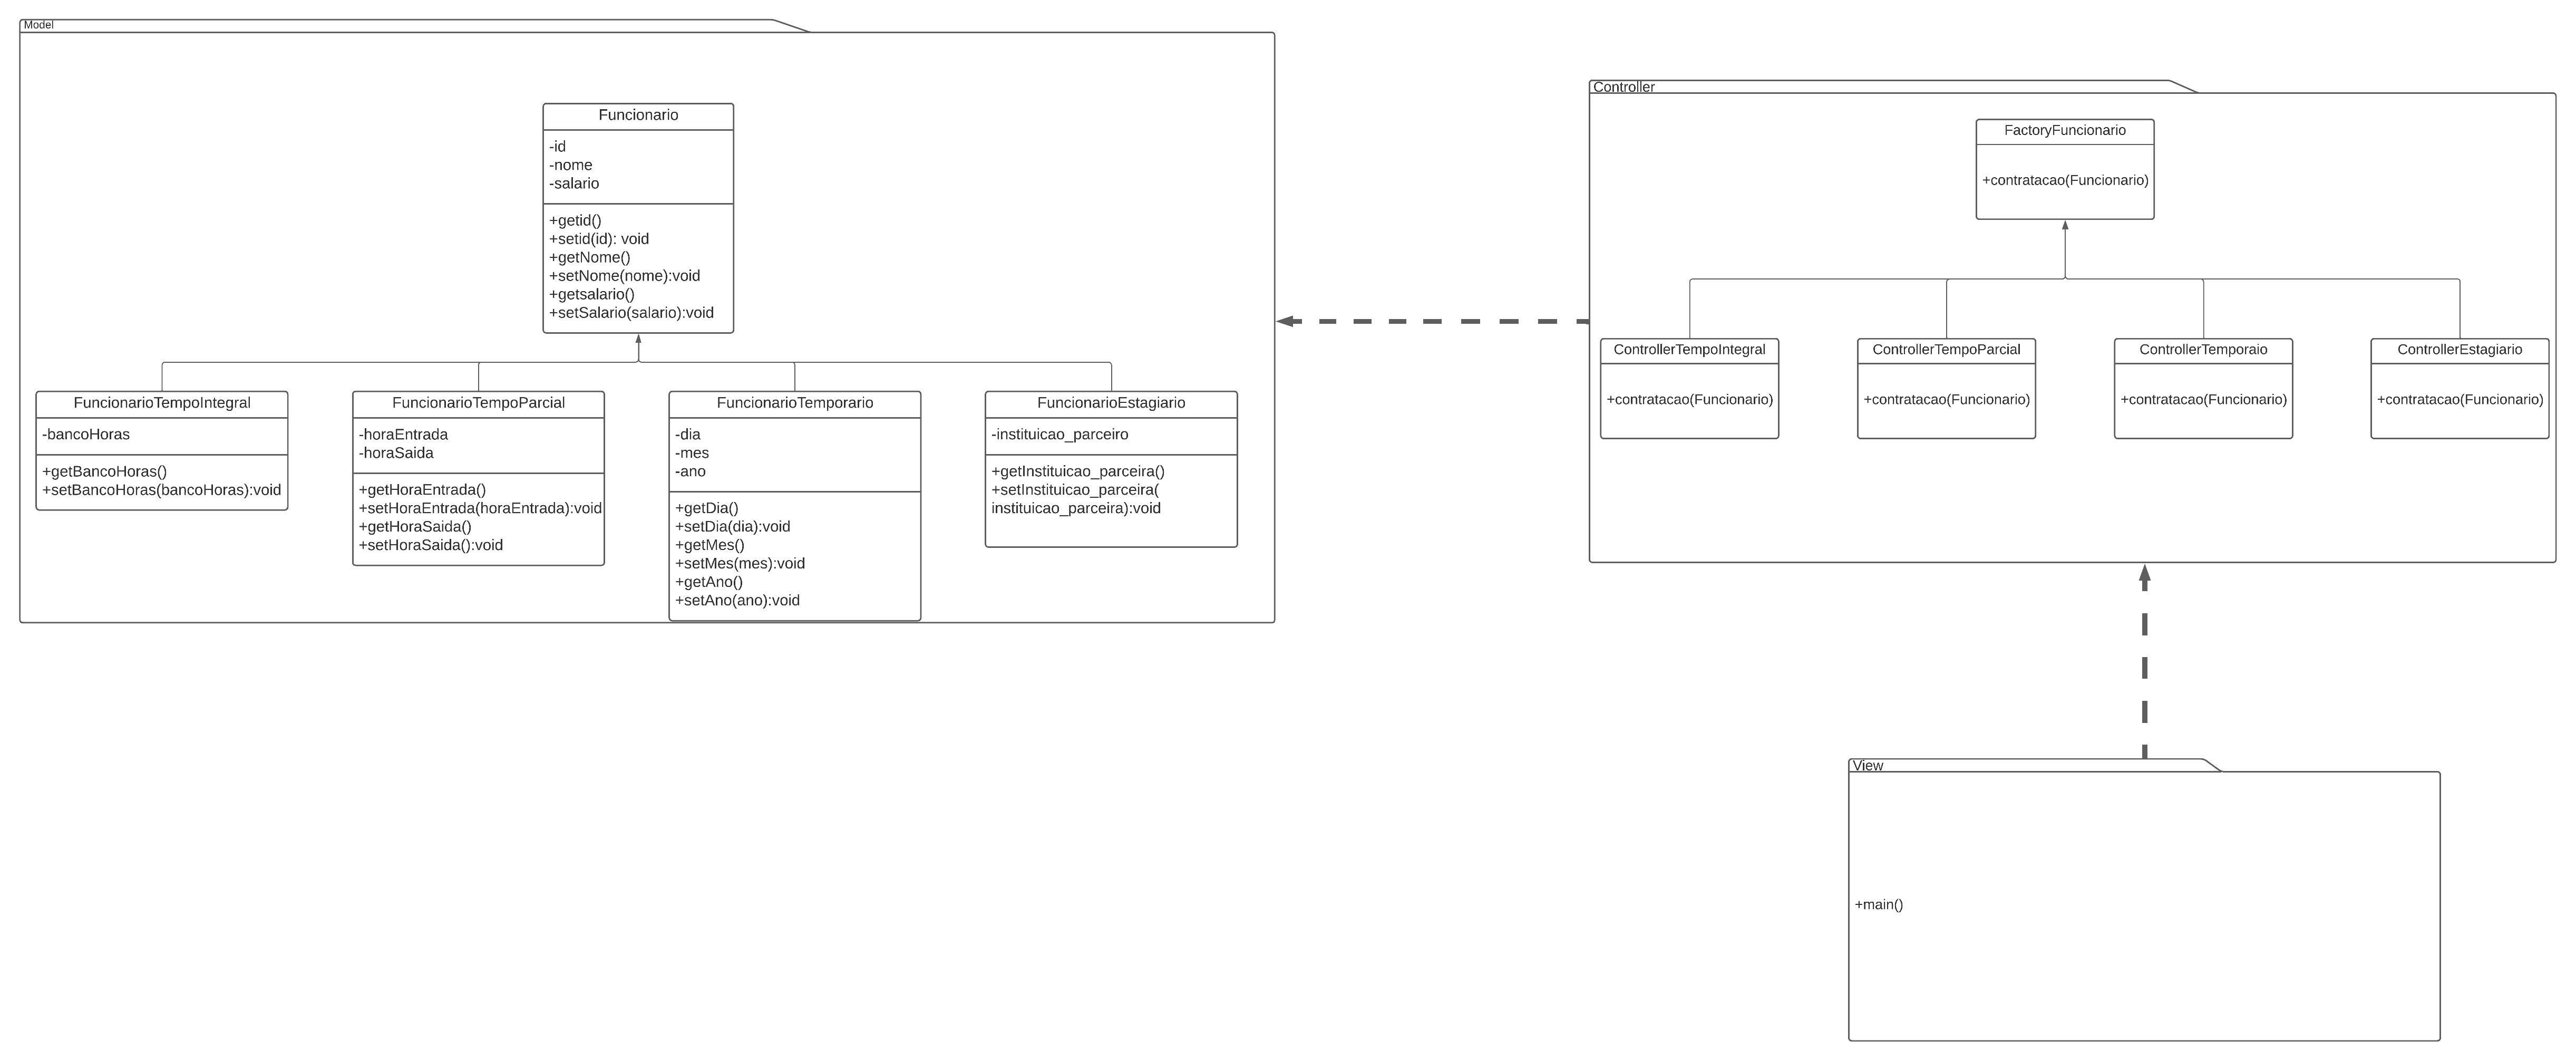 Model
Funcionario
-id
-nome
-salario
+getid()
+setid(id): void
+getNome()
+setNome(nome):void
+getsalario()
+setSalario(salario):void
FuncionarioTempoIntegral
-bancoHoras
+getBancoHoras()
+setBancoHoras(bancoHoras):void
FuncionarioTempoParcial
-horaEntrada
-horaSaida
+getHoraEntrada()
+setHoraEntrada(horaEntrada):void
+getHoraSaida()
+setHoraSaida():void
FuncionarioTemporario
-dia
-mes
-ano
+getDia()
+setDia(dia):void
+getMes()
+setMes(mes):void
+getAno()
+setAno(ano):void
FuncionarioEstagiario
-instituicao_parceiro
+getInstituicao_parceira()
+setInstituicao_parceira(
instituicao_parceira):void
Controller
FactoryFuncionario
+contratacao(Funcionario)
ControllerTempoIntegral
+contratacao(Funcionario)
ControllerTempoParcial
+contratacao(Funcionario)
ControllerTemporaio
+contratacao(Funcionario)
ControllerEstagiario
+contratacao(Funcionario)
View
+main()